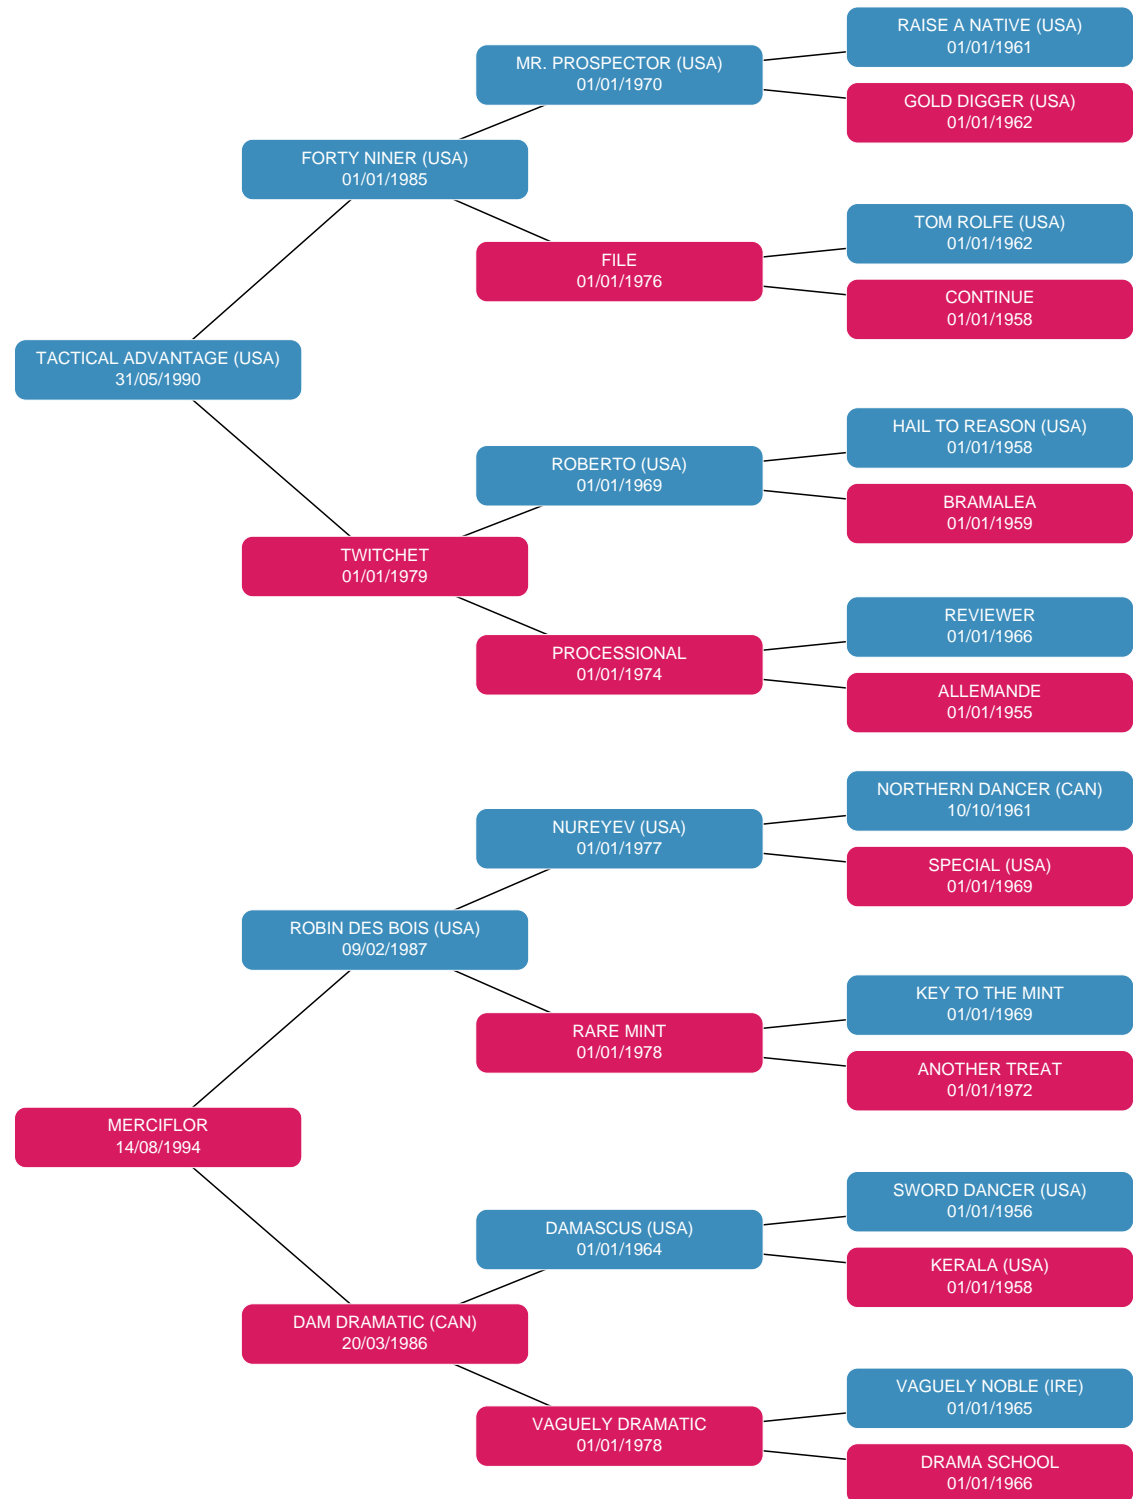 RAISE A NATIVE (USA)
01/01/1961
MR. PROSPECTOR (USA)
01/01/1970
GOLD DIGGER (USA)
01/01/1962
FORTY NINER (USA)
01/01/1985
TOM ROLFE (USA)
01/01/1962
FILE
01/01/1976
CONTINUE
01/01/1958
TACTICAL ADVANTAGE (USA)
31/05/1990
HAIL TO REASON (USA)
01/01/1958
ROBERTO (USA)
01/01/1969
BRAMALEA
01/01/1959
TWITCHET
01/01/1979
REVIEWER
01/01/1966
PROCESSIONAL
01/01/1974
ALLEMANDE
01/01/1955
NORTHERN DANCER (CAN)
10/10/1961
NUREYEV (USA)
01/01/1977
SPECIAL (USA)
01/01/1969
ROBIN DES BOIS (USA)
09/02/1987
KEY TO THE MINT
01/01/1969
RARE MINT
01/01/1978
ANOTHER TREAT
01/01/1972
MERCIFLOR
14/08/1994
SWORD DANCER (USA)
01/01/1956
DAMASCUS (USA)
01/01/1964
KERALA (USA)
01/01/1958
DAM DRAMATIC (CAN)
20/03/1986
VAGUELY NOBLE (IRE)
01/01/1965
VAGUELY DRAMATIC
01/01/1978
DRAMA SCHOOL
01/01/1966